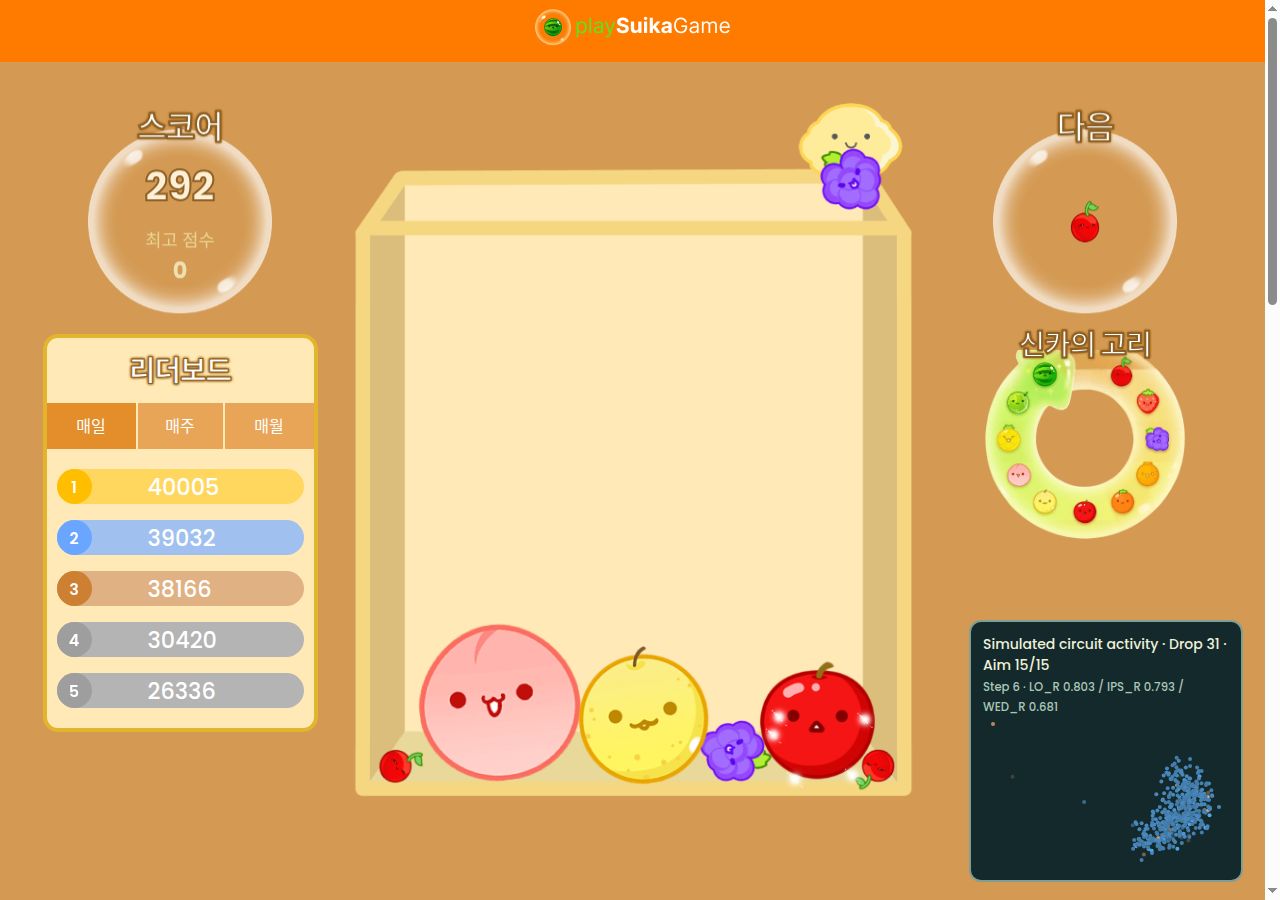 playSuikaGame
스코어
292
최고 점수
0
리더보드
매일 매주 매월
1 40005
2 39032
3 38166
4 30420
5 26336
다음
신카의 고리
Simulated circuit activity · Drop 31 ·
Aim 15/15
Step 6 · LO_R 0.803 / IPS_R 0.793 /
WED_R 0.681